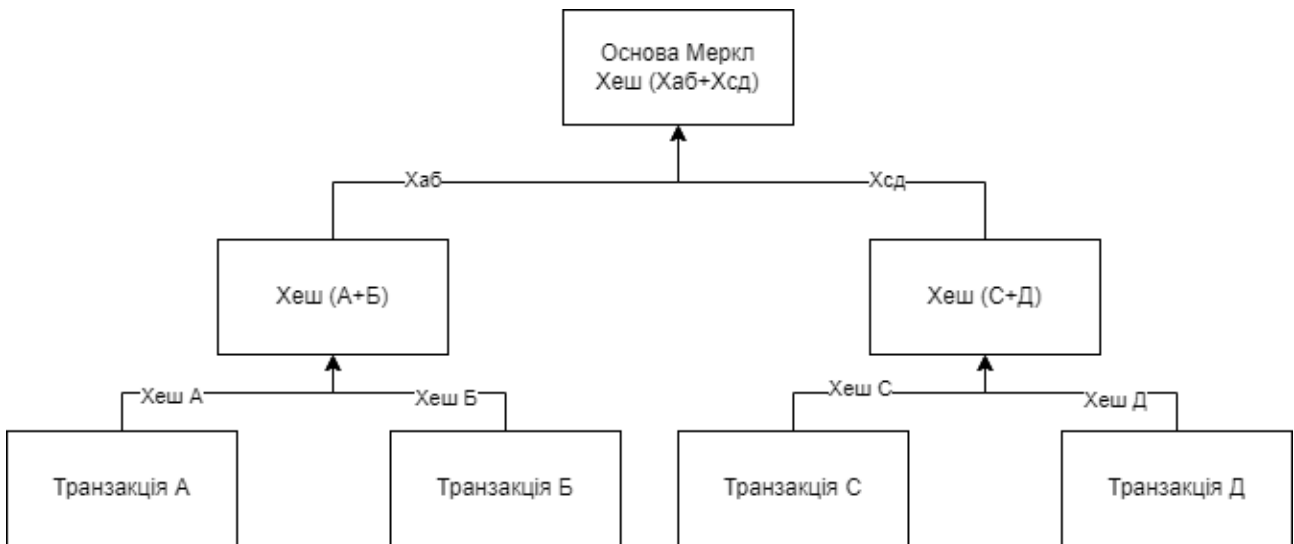 Основа Меркл
Хеш (Хаб+Хсд)
Хаб
Хсд
Хеш (А+Б)
Хеш (С+Д)
Хеш А
Хеш Б
Хеш С
Хеш Д
Транзакція А
Транзакція Б
Транзакція С
Транзакція Д